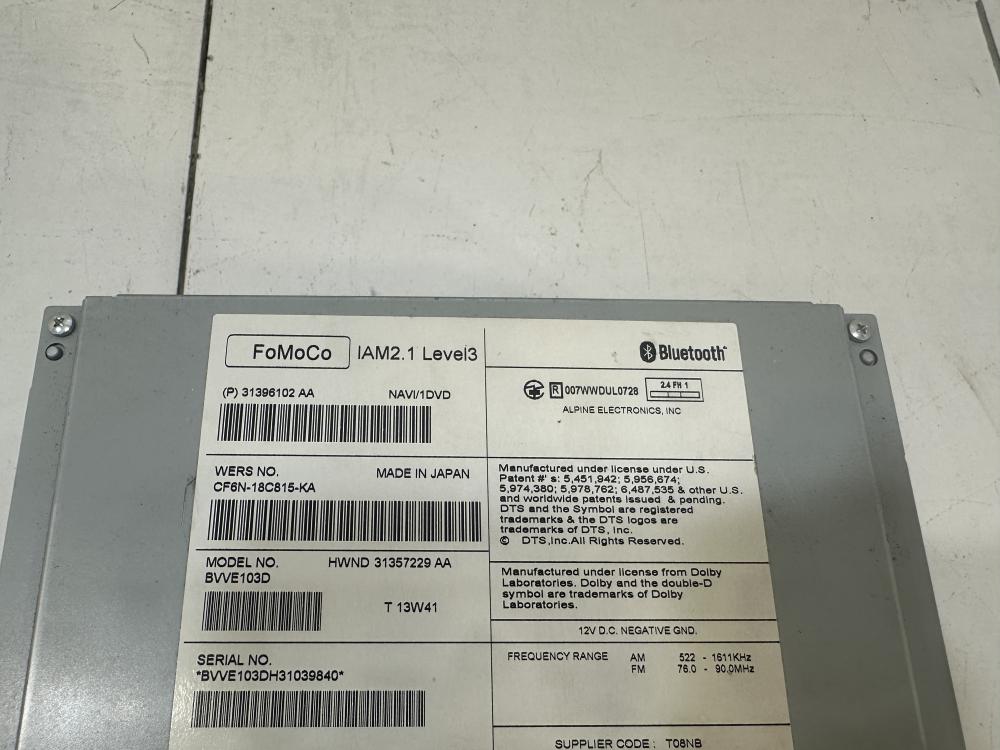 FoMoCo IAM2.1 Level3
(P) 31396102 AA NAVI/1DVD
WERS NO. MADE IN JAPAN
CF6N-18C815-KA
MODEL NO. HWND 31357229 AA
BVVE103D
T 13W41
SERIAL NO.
*BVVE103DH31039840*
Bluetooth
R 007WWDUL0728 2.4 FH 1
ALPINE ELECTRONICS, INC
Manufactured under license under U.S.
Patent #' s: 5,451,942; 5,956,674;
5,974,380; 5,978,762; 6,487,535 & other U.S.
and worldwide patents issued & pending.
DTS and the Symbol are registered
trademarks & the DTS logos are
trademarks of DTS, Inc.
© DTS,Inc.All Rights Reserved.
Manufactured under license from Dolby
Laboratories. Dolby and the double-D
symbol are trademarks of Dolby
Laboratories.
12V D.C. NEGATIVE GND.
FREQUENCY RANGE AM 522 - 1611KHz
FM 76.0 - 90.0MHz
SUPPLIER CODE : T08NB